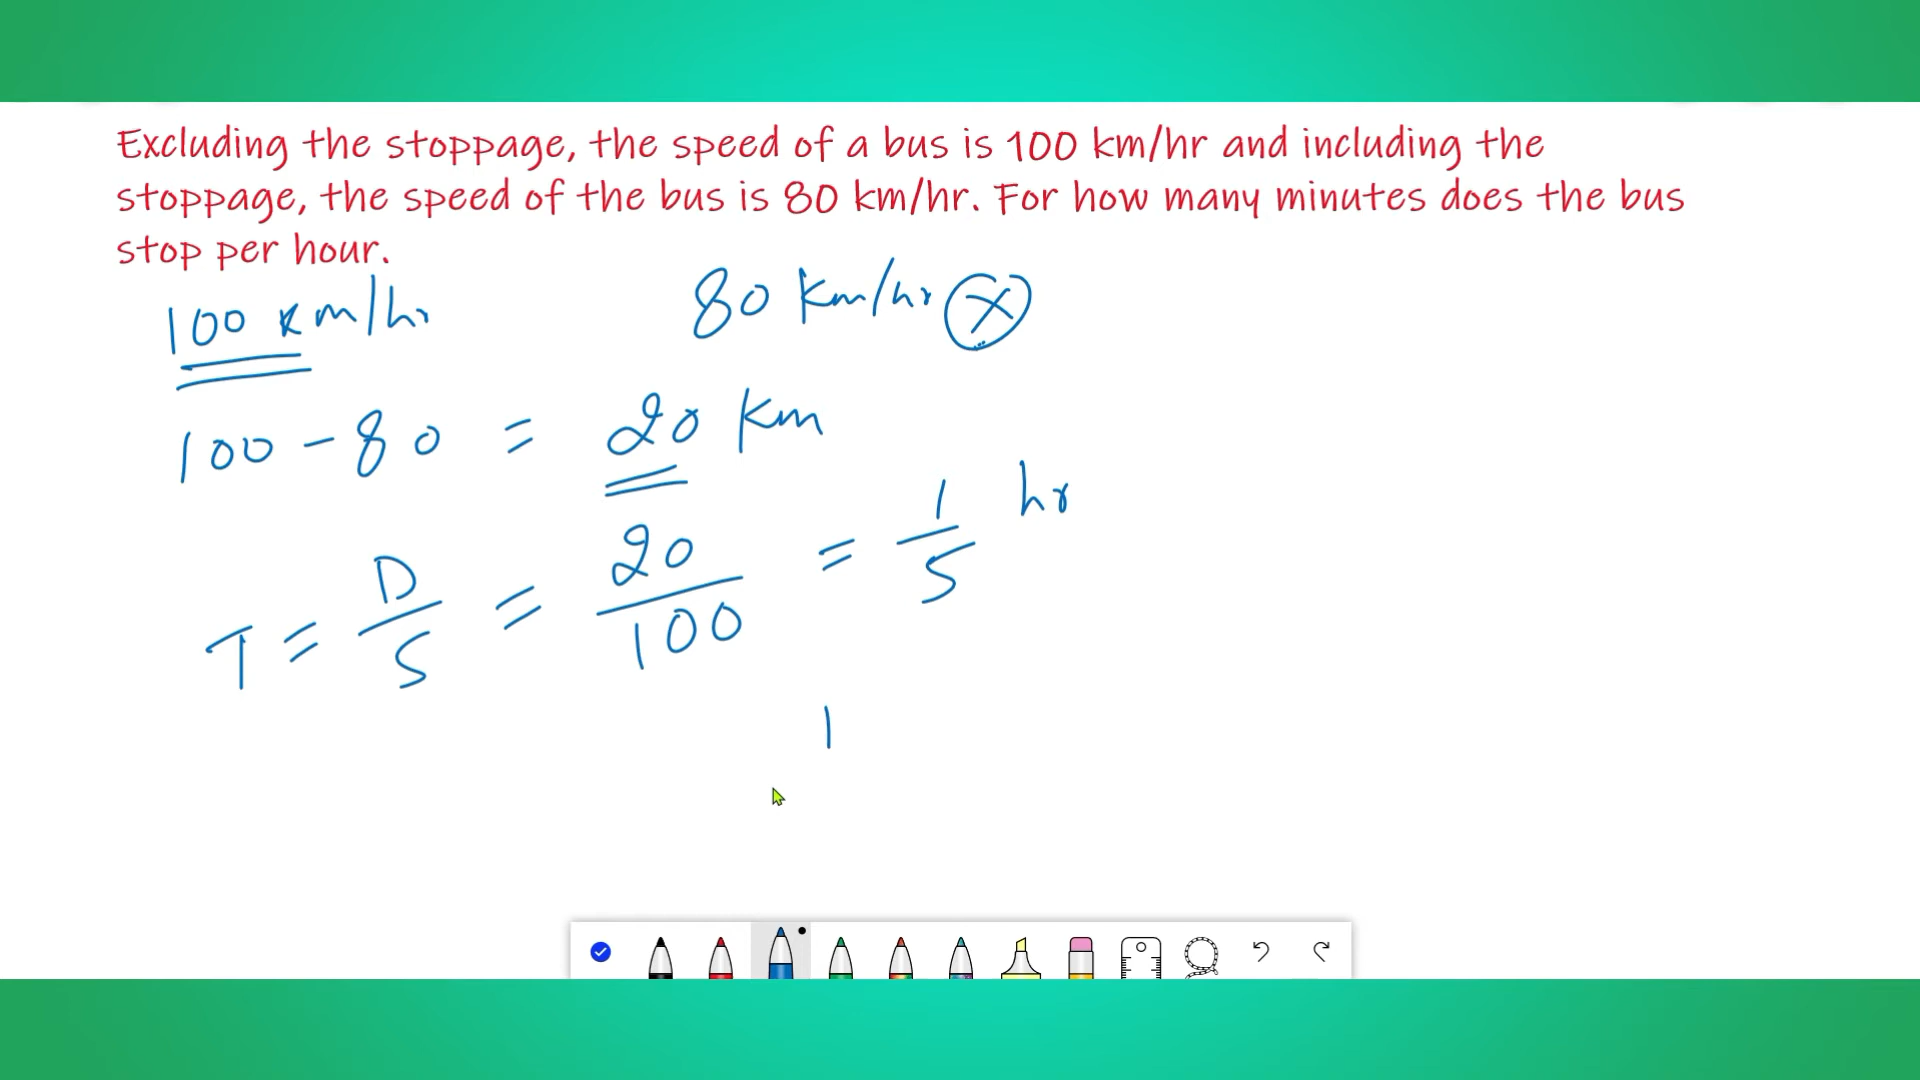 Excluding the stoppage, the speed of a bus is 100 km/hr and including the
stoppage, the speed of the bus is 80 km/hr. For how many minutes does the bus
stop per hour.
100 km/hr 80 km/hr X
100 - 80 = 20 km
T = D/S = 20/100 = 1/5 hr
1